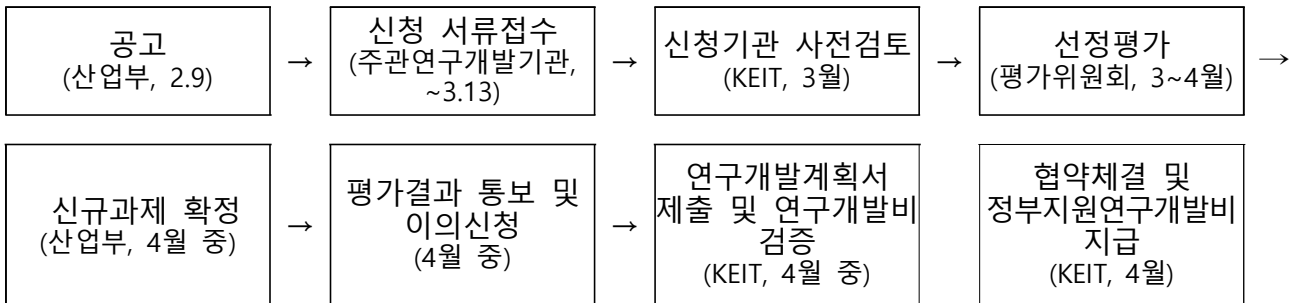 공고
(산업부, 2.9)
→
신청 서류접수
(주관연구개발기관,
~3.13)
→
신청기관 사전검토
(KEIT, 3월)
→
선정평가
(평가위원회, 3~4월)
→
신규과제 확정
(산업부, 4월 중)
→
평가결과 통보 및
이의신청
(4월 중)
→
연구개발계획서
제출 및 연구개발비
검증
(KEIT, 4월 중)
협약체결 및
정부지원연구개발비
지급
(KEIT, 4월)